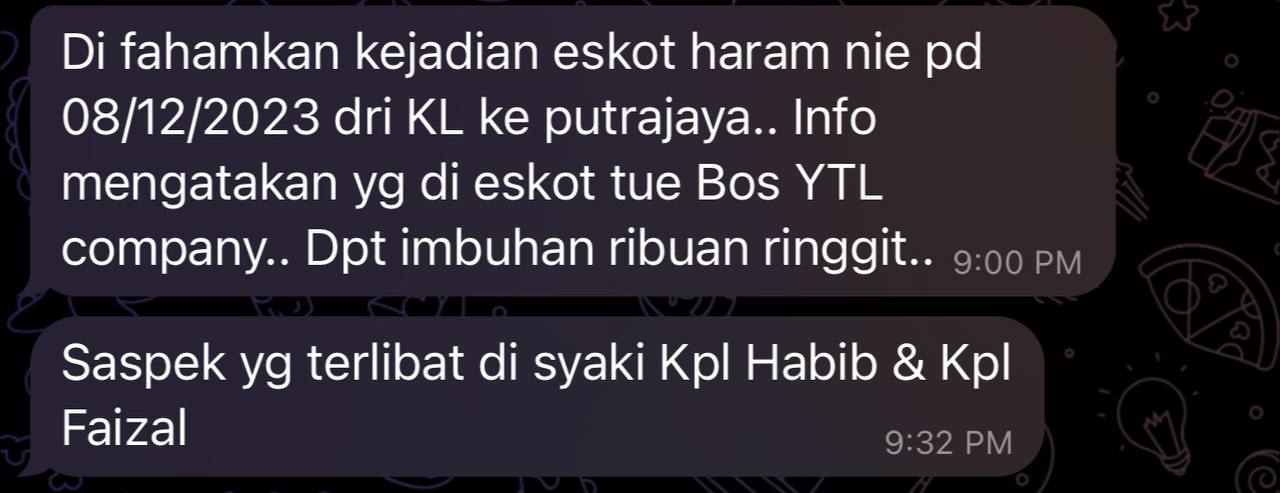 Di fahamkan kejadian eskot haram nie pd
08/12/2023 dri KL ke putrajaya.. Info
mengatakan yg di eskot tue Bos YTL
company.. Dpt imbuhan ribuan ringgit.. 9:00 PM
Saspek yg terlibat di syaki Kpl Habib & Kpl
Faizal 9:32 PM